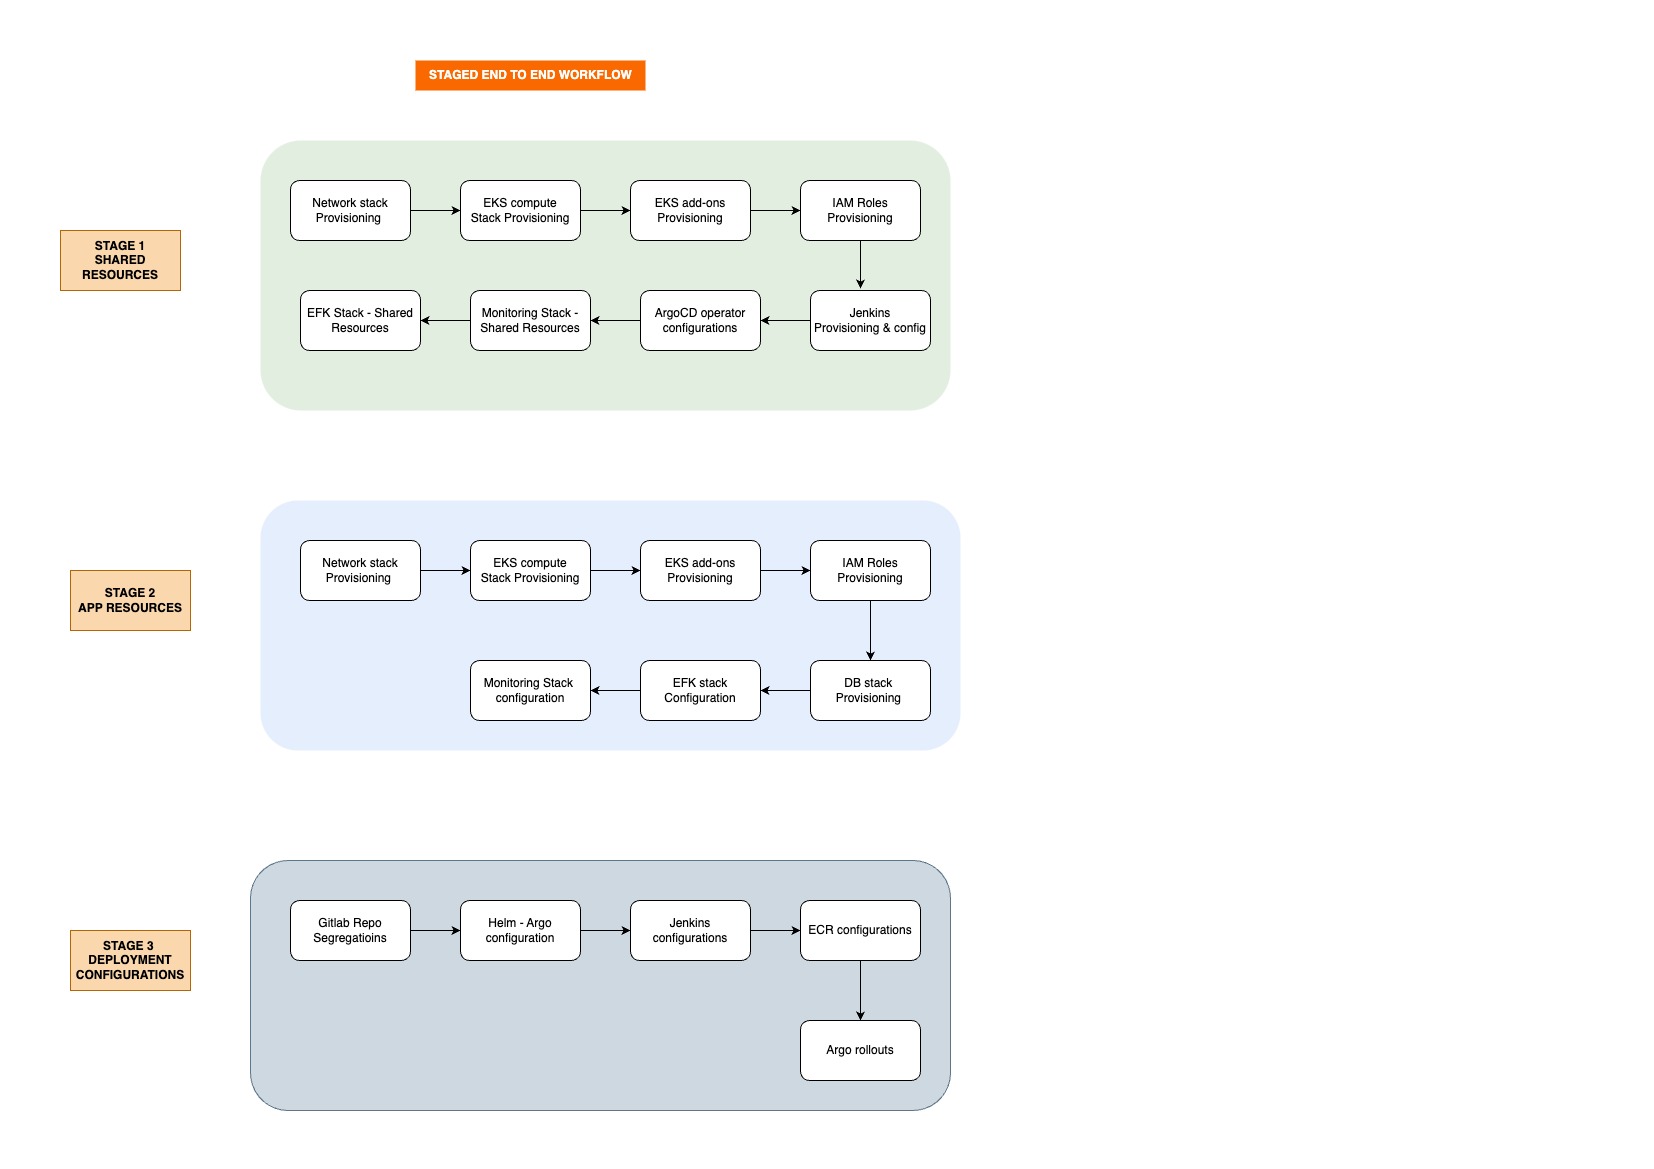 STAGED END TO END WORKFLOW
STAGE 1
SHARED
RESOURCES
Network stack
Provisioning
EKS compute
Stack Provisioning
EKS add-ons
Provisioning
IAM Roles
Provisioning
EFK Stack - Shared
Resources
Monitoring Stack -
Shared Resources
ArgoCD operator
configurations
Jenkins
Provisioning & config
STAGE 2
APP RESOURCES
Network stack
Provisioning
EKS compute
Stack Provisioning
EKS add-ons
Provisioning
IAM Roles
Provisioning
Monitoring Stack
configuration
EFK stack
Configuration
DB stack
Provisioning
STAGE 3
DEPLOYMENT
CONFIGURATIONS
Gitlab Repo
Segregatioins
Helm - Argo
configuration
Jenkins
configurations
ECR configurations
Argo rollouts